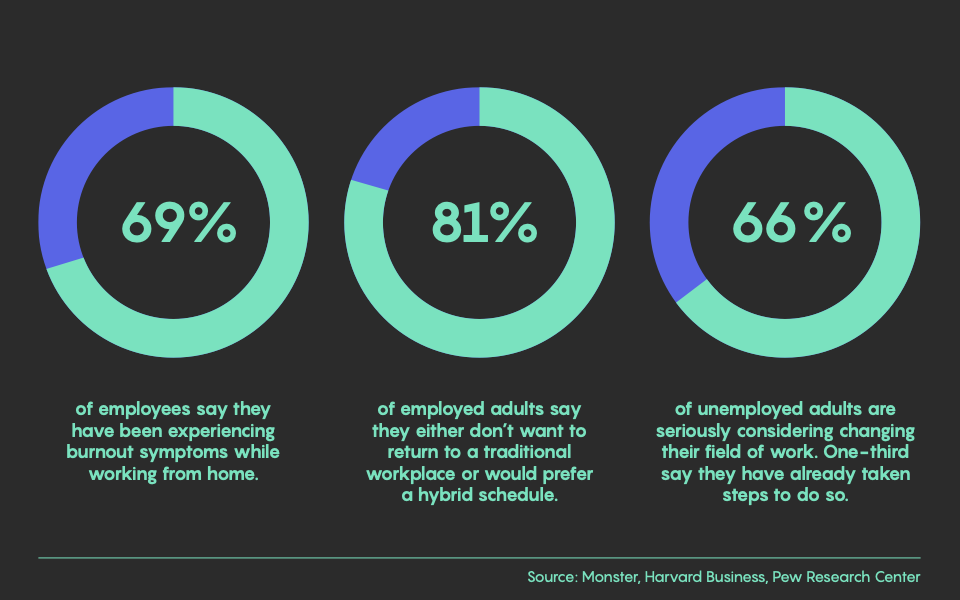 69%
of employees say they
have been experiencing
burnout symptoms while
working from home.
81%
of employed adults say
they either don’t want to
return to a traditional
workplace or would prefer
a hybrid schedule.
66%
of unemployed adults are
seriously considering changing
their field of work. One-third
say they have already taken
steps to do so.
Source: Monster, Harvard Business, Pew Research Center